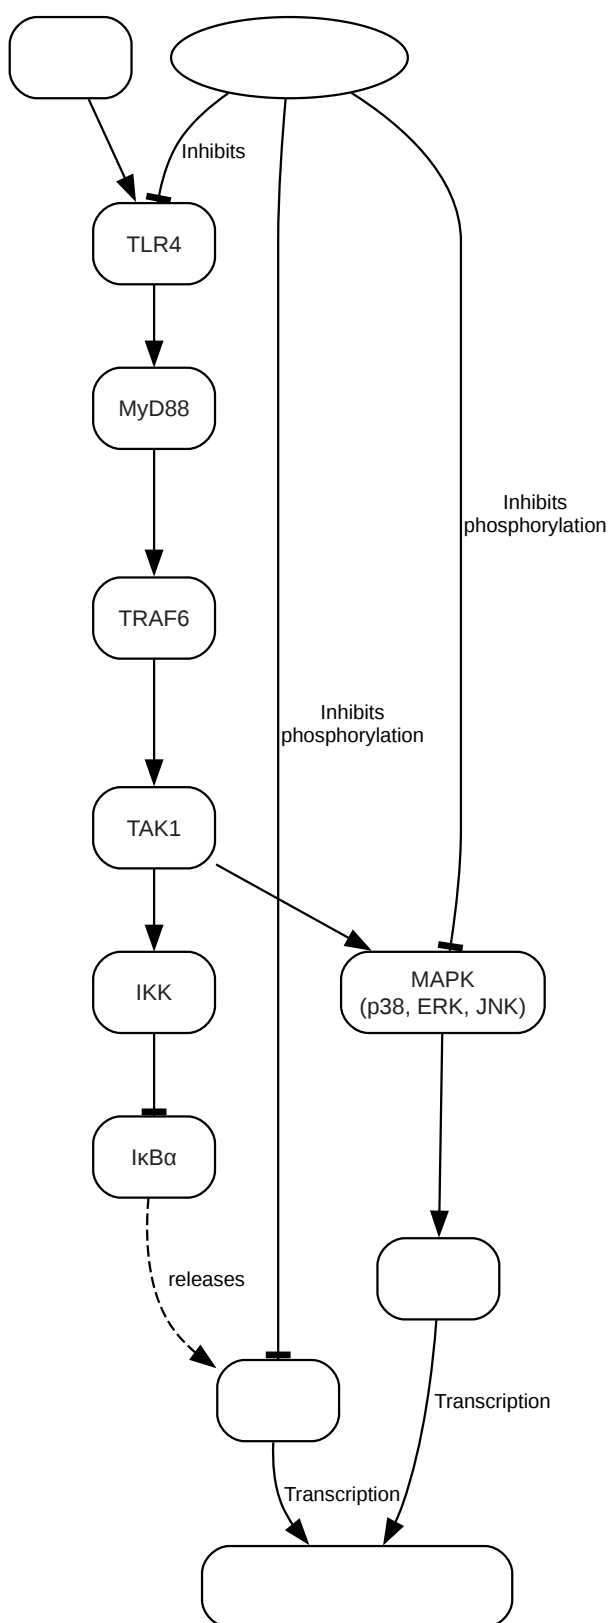 Inhibits
TLR4
MyD88
Inhibits
phosphorylation
TRAF6
Inhibits
phosphorylation
TAK1
IKK
MAPK
(p38, ERK, JNK)
IκBα
releases
Transcription
Transcription